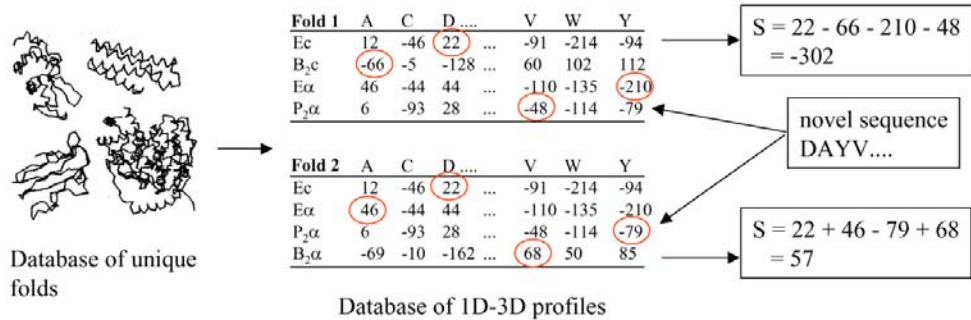 Fold 1 A C D .... V W Y
Ec 12 -46 22 ... -91 -214 -94
B₂c -66 -5 -128 ... 60 102 112
Eα 46 -44 44 ... -110 -135 -210
P₂α 6 -93 28 ... -48 -114 -79
S = 22 - 66 - 210 - 48
= -302
novel sequence
DAYV....
Fold 2 A C D .... V W Y
Ec 12 -46 22 ... -91 -214 -94
Eα 46 -44 44 ... -110 -135 -210
P₂α 6 -93 28 ... -48 -114 -79
B₂α -69 -10 -162 ... 68 50 85
S = 22 + 46 - 79 + 68
= 57
Database of unique
folds
Database of 1D-3D profiles